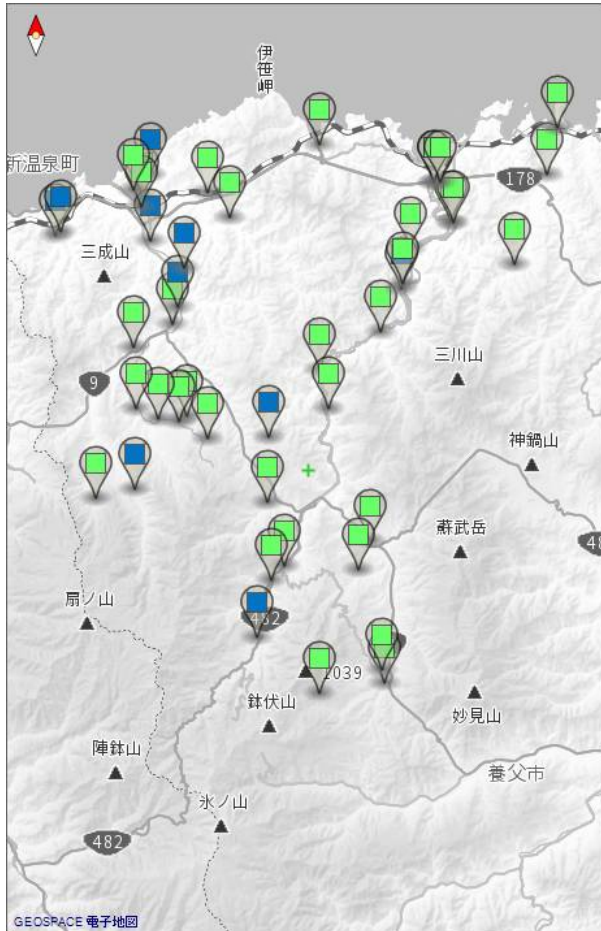 伊笹岬
新温泉町
178
三成山
9
三川山
神鍋山
蘇武岳
48
扇ノ山
482
1039
鉢伏山
妙見山
陣鉢山
養父市
氷ノ山
482
GEOSPACE 電子地図